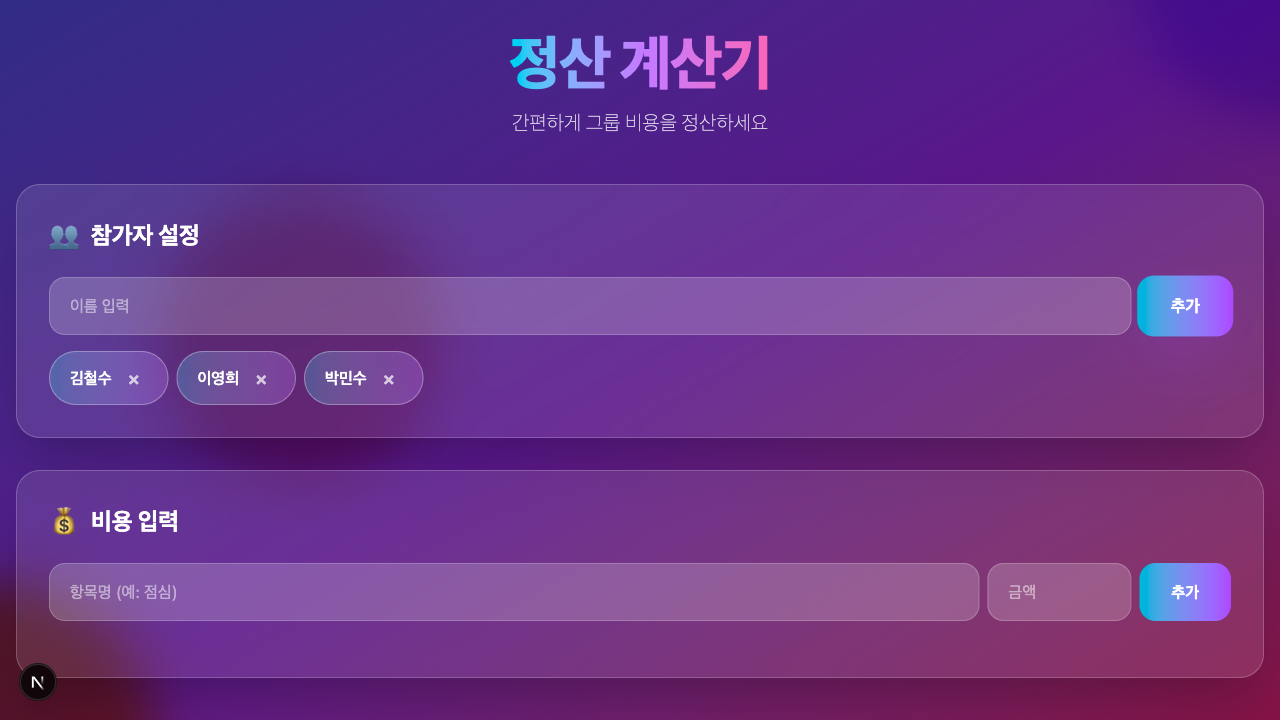 정산 계산기
간편하게 그룹 비용을 정산하세요
참가자 설정
이름 입력
추가
김철수 ×
이영희 ×
박민수 ×
비용 입력
항목명 (예: 점심)
금액
추가
N